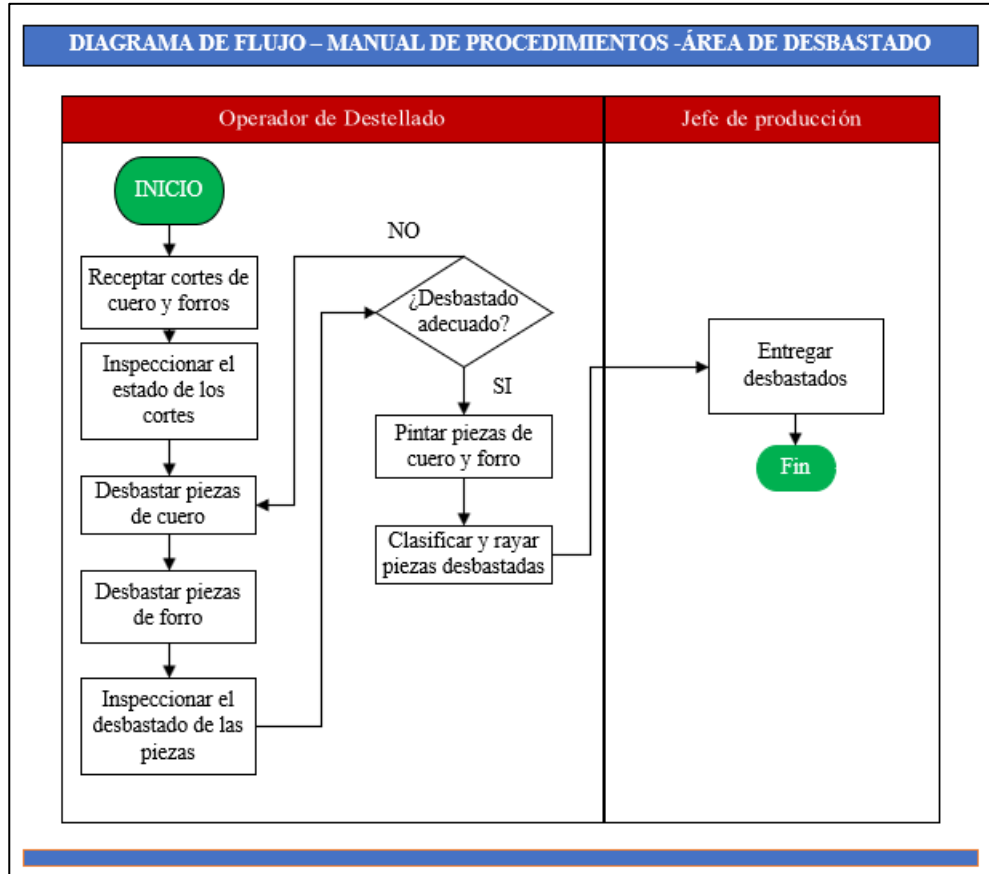 DIAGRAMA DE FLUJO – MANUAL DE PROCEDIMIENTOS -ÁREA DE DESBASTADO
Operador de Destellado
Jefe de producción
INICIO
Receptar cortes de
cuero y forros
Inspeccionar el
estado de los
cortes
Desbastar piezas
de cuero
Desbastar piezas
de forro
Inspeccionar el
desbastado de las
piezas
NO
¿Desbastado
adecuado?
SI
Pintar piezas de
cuero y forro
Clasificar y rayar
piezas desbastadas
Entregar
desbastados
Fin